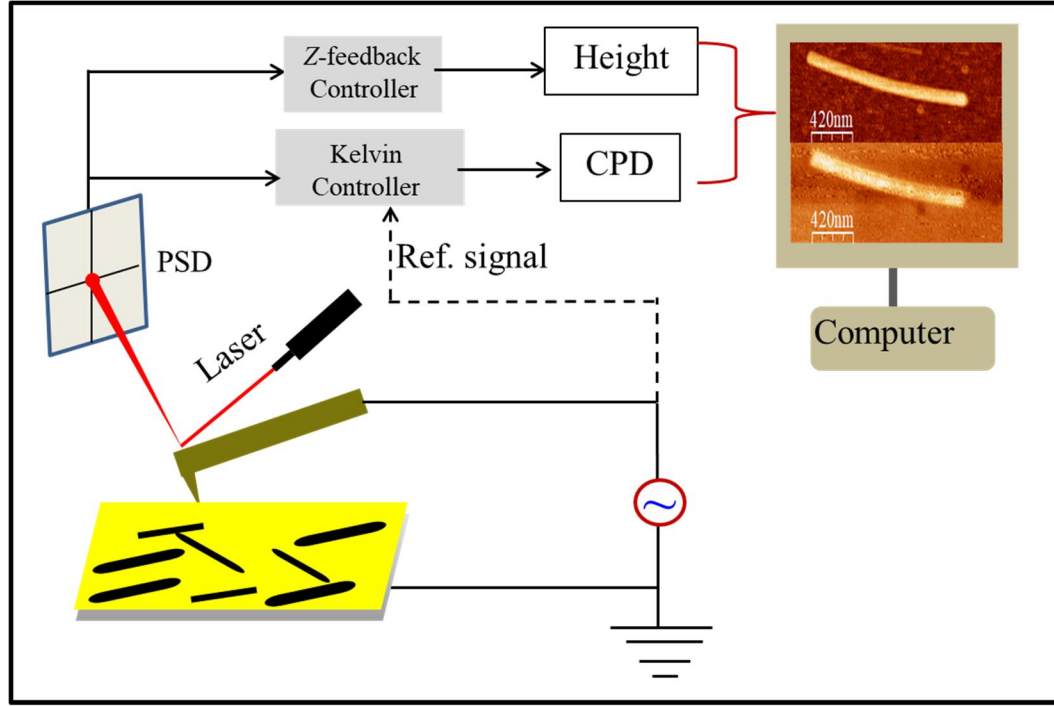 Z-feedback
Controller
Height
Kelvin
Controller
CPD
420nm
420nm
PSD
Ref. signal
Laser
Computer
~